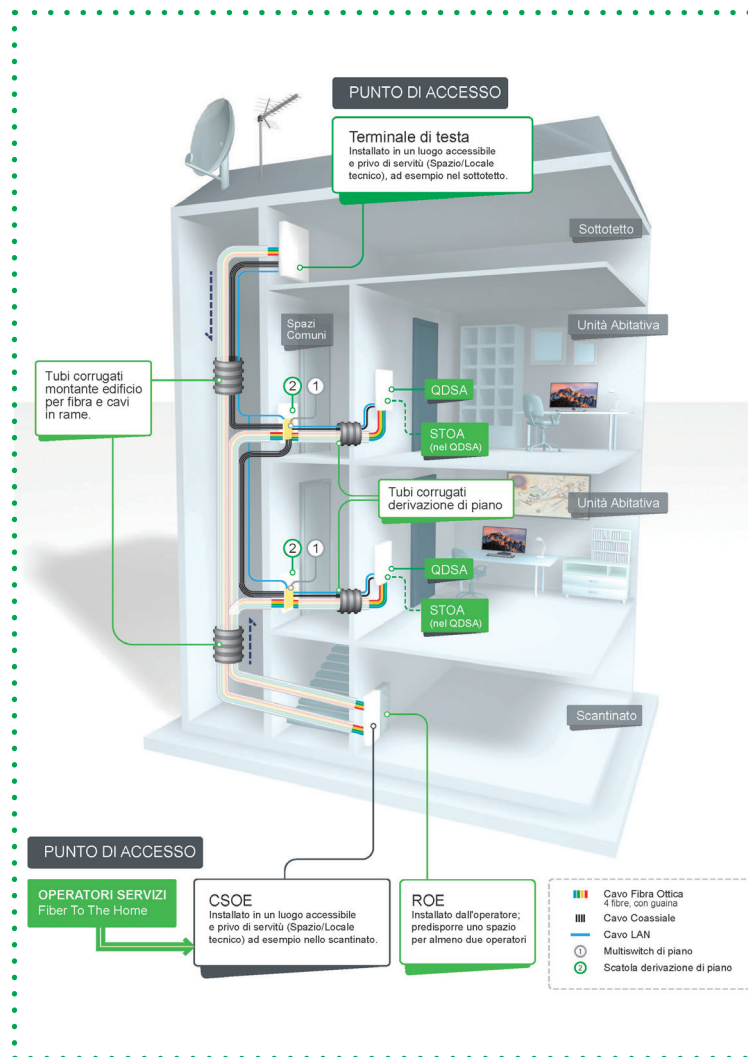 PUNTO DI ACCESSO
Terminale di testa
Installato in un luogo accessibile
e privo di servitù (Spazio/Locale
tecnico), ad esempio nel sottotetto.
Sottotetto
Spazi
Comuni
Unità Abitativa
Tubi corrugati
montante edificio
per fibra e cavi
in rame.
2
1
QDSA
STOA
(nel QDSA)
Tubi corrugati
derivazione di piano
Unità Abitativa
2
1
QDSA
STOA
(nel QDSA)
Scantinato
PUNTO DI ACCESSO
OPERATORI SERVIZI
Fiber To The Home
CSOE
Installato in un luogo accessibile
e privo di servitù (Spazio/Locale
tecnico) ad esempio nello scantinato.
ROE
Installato dall'operatore;
predisporre uno spazio
per almeno due operatori
Cavo Fibra Ottica
4 fibre, con guaina
Cavo Coassiale
Cavo LAN
1 Multiswitch di piano
2 Scatola derivazione di piano